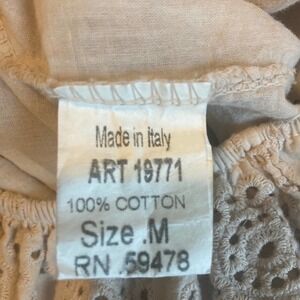 Made in Italy
ART 19771
100% COTTON
Size .M
RN .59478